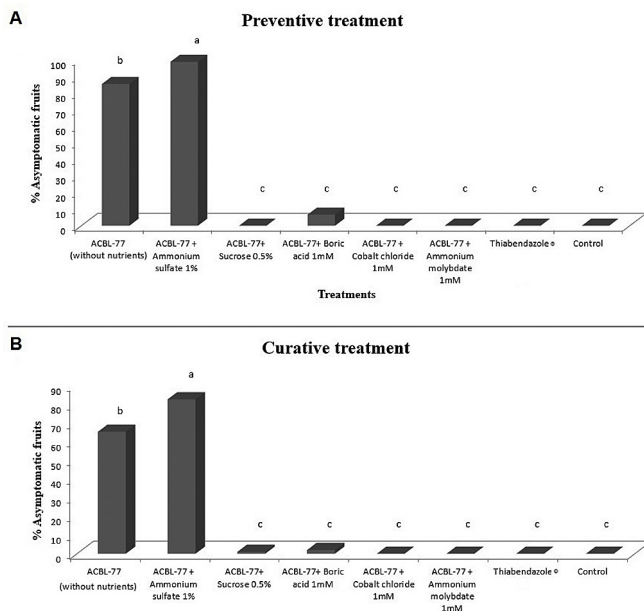 A
Preventive treatment
b
a
c
c
c
c
c
c
100
90
80
70
60
50
40
30
20
10
0
% Asymptomatic fruits
ACBL-77
(without nutrients)
ACBL-77 +
Ammonium
sulfate 1%
ACBL-77+
Sucrose 0.5%
ACBL-77+ Boric
acid 1mM
ACBL-77 +
Cobalt chloride
1mM
ACBL-77 +
Ammonium
molybdate
1mM
Thiabendazole®
Control
Treatments
B
Curative treatment
b
a
c
c
c
c
c
c
90
80
70
60
50
40
30
20
10
0
% Asymptomatic fruits
ACBL-77
(without nutrients)
ACBL-77 +
Ammonium
sulfate 1%
ACBL-77+
Sucrose 0.5%
ACBL-77+ Boric
acid 1mM
ACBL-77 +
Cobalt chloride
1mM
ACBL-77 +
Ammonium
molybdate
1mM
Thiabendazole®
Control